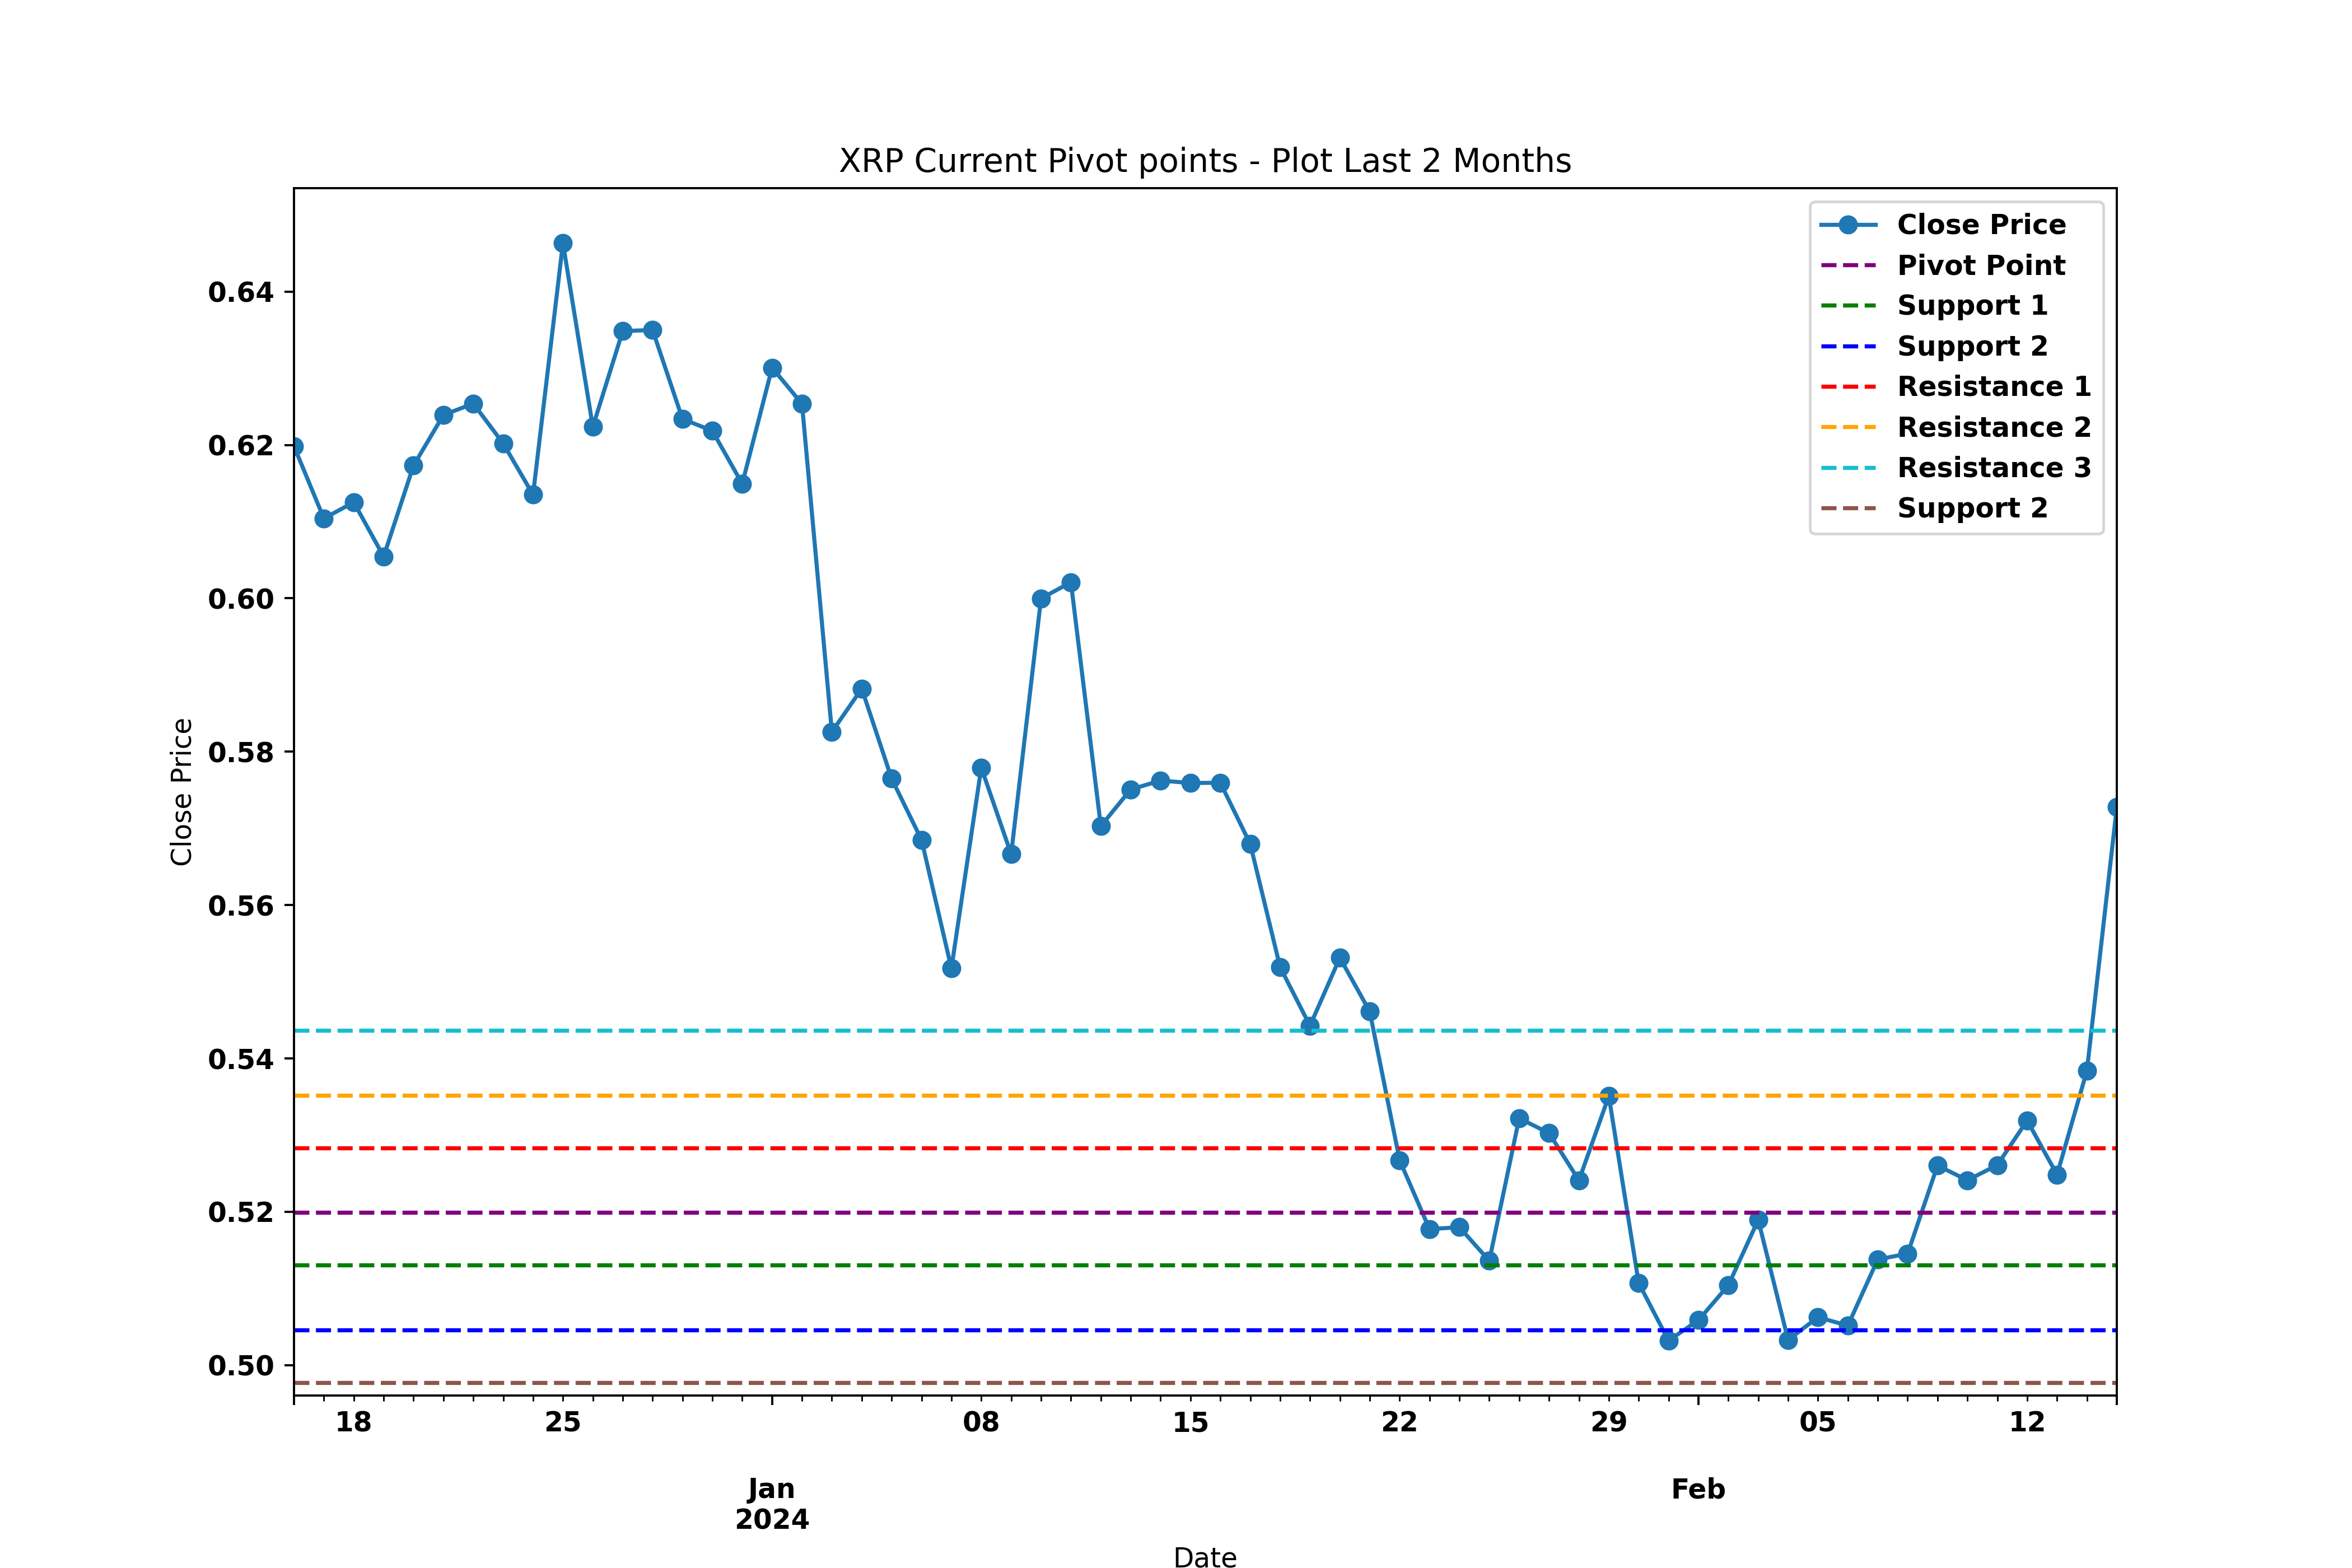 XRP Current Pivot points - Plot Last 2 Months
Close Price
Pivot Point
Support 1
Support 2
Resistance 1
Resistance 2
Resistance 3
Support 2
Close Price
0.64
0.62
0.60
0.58
0.56
0.54
0.52
0.50
18 25 08 15 22 29 05 12
Jan Feb
2024
Date